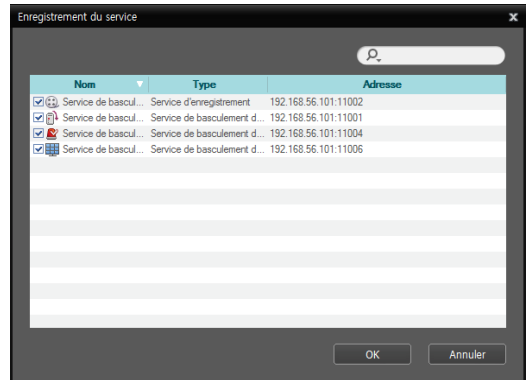 Enregistrement du service
Nom Type Adresse
Service de bascul... Service d'enregistrement 192.168.56.101:11002
Service de bascul... Service de basculement d... 192.168.56.101:11001
Service de bascul... Service de basculement d... 192.168.56.101:11004
Service de bascul... Service de basculement d... 192.168.56.101:11006
OK Annuler